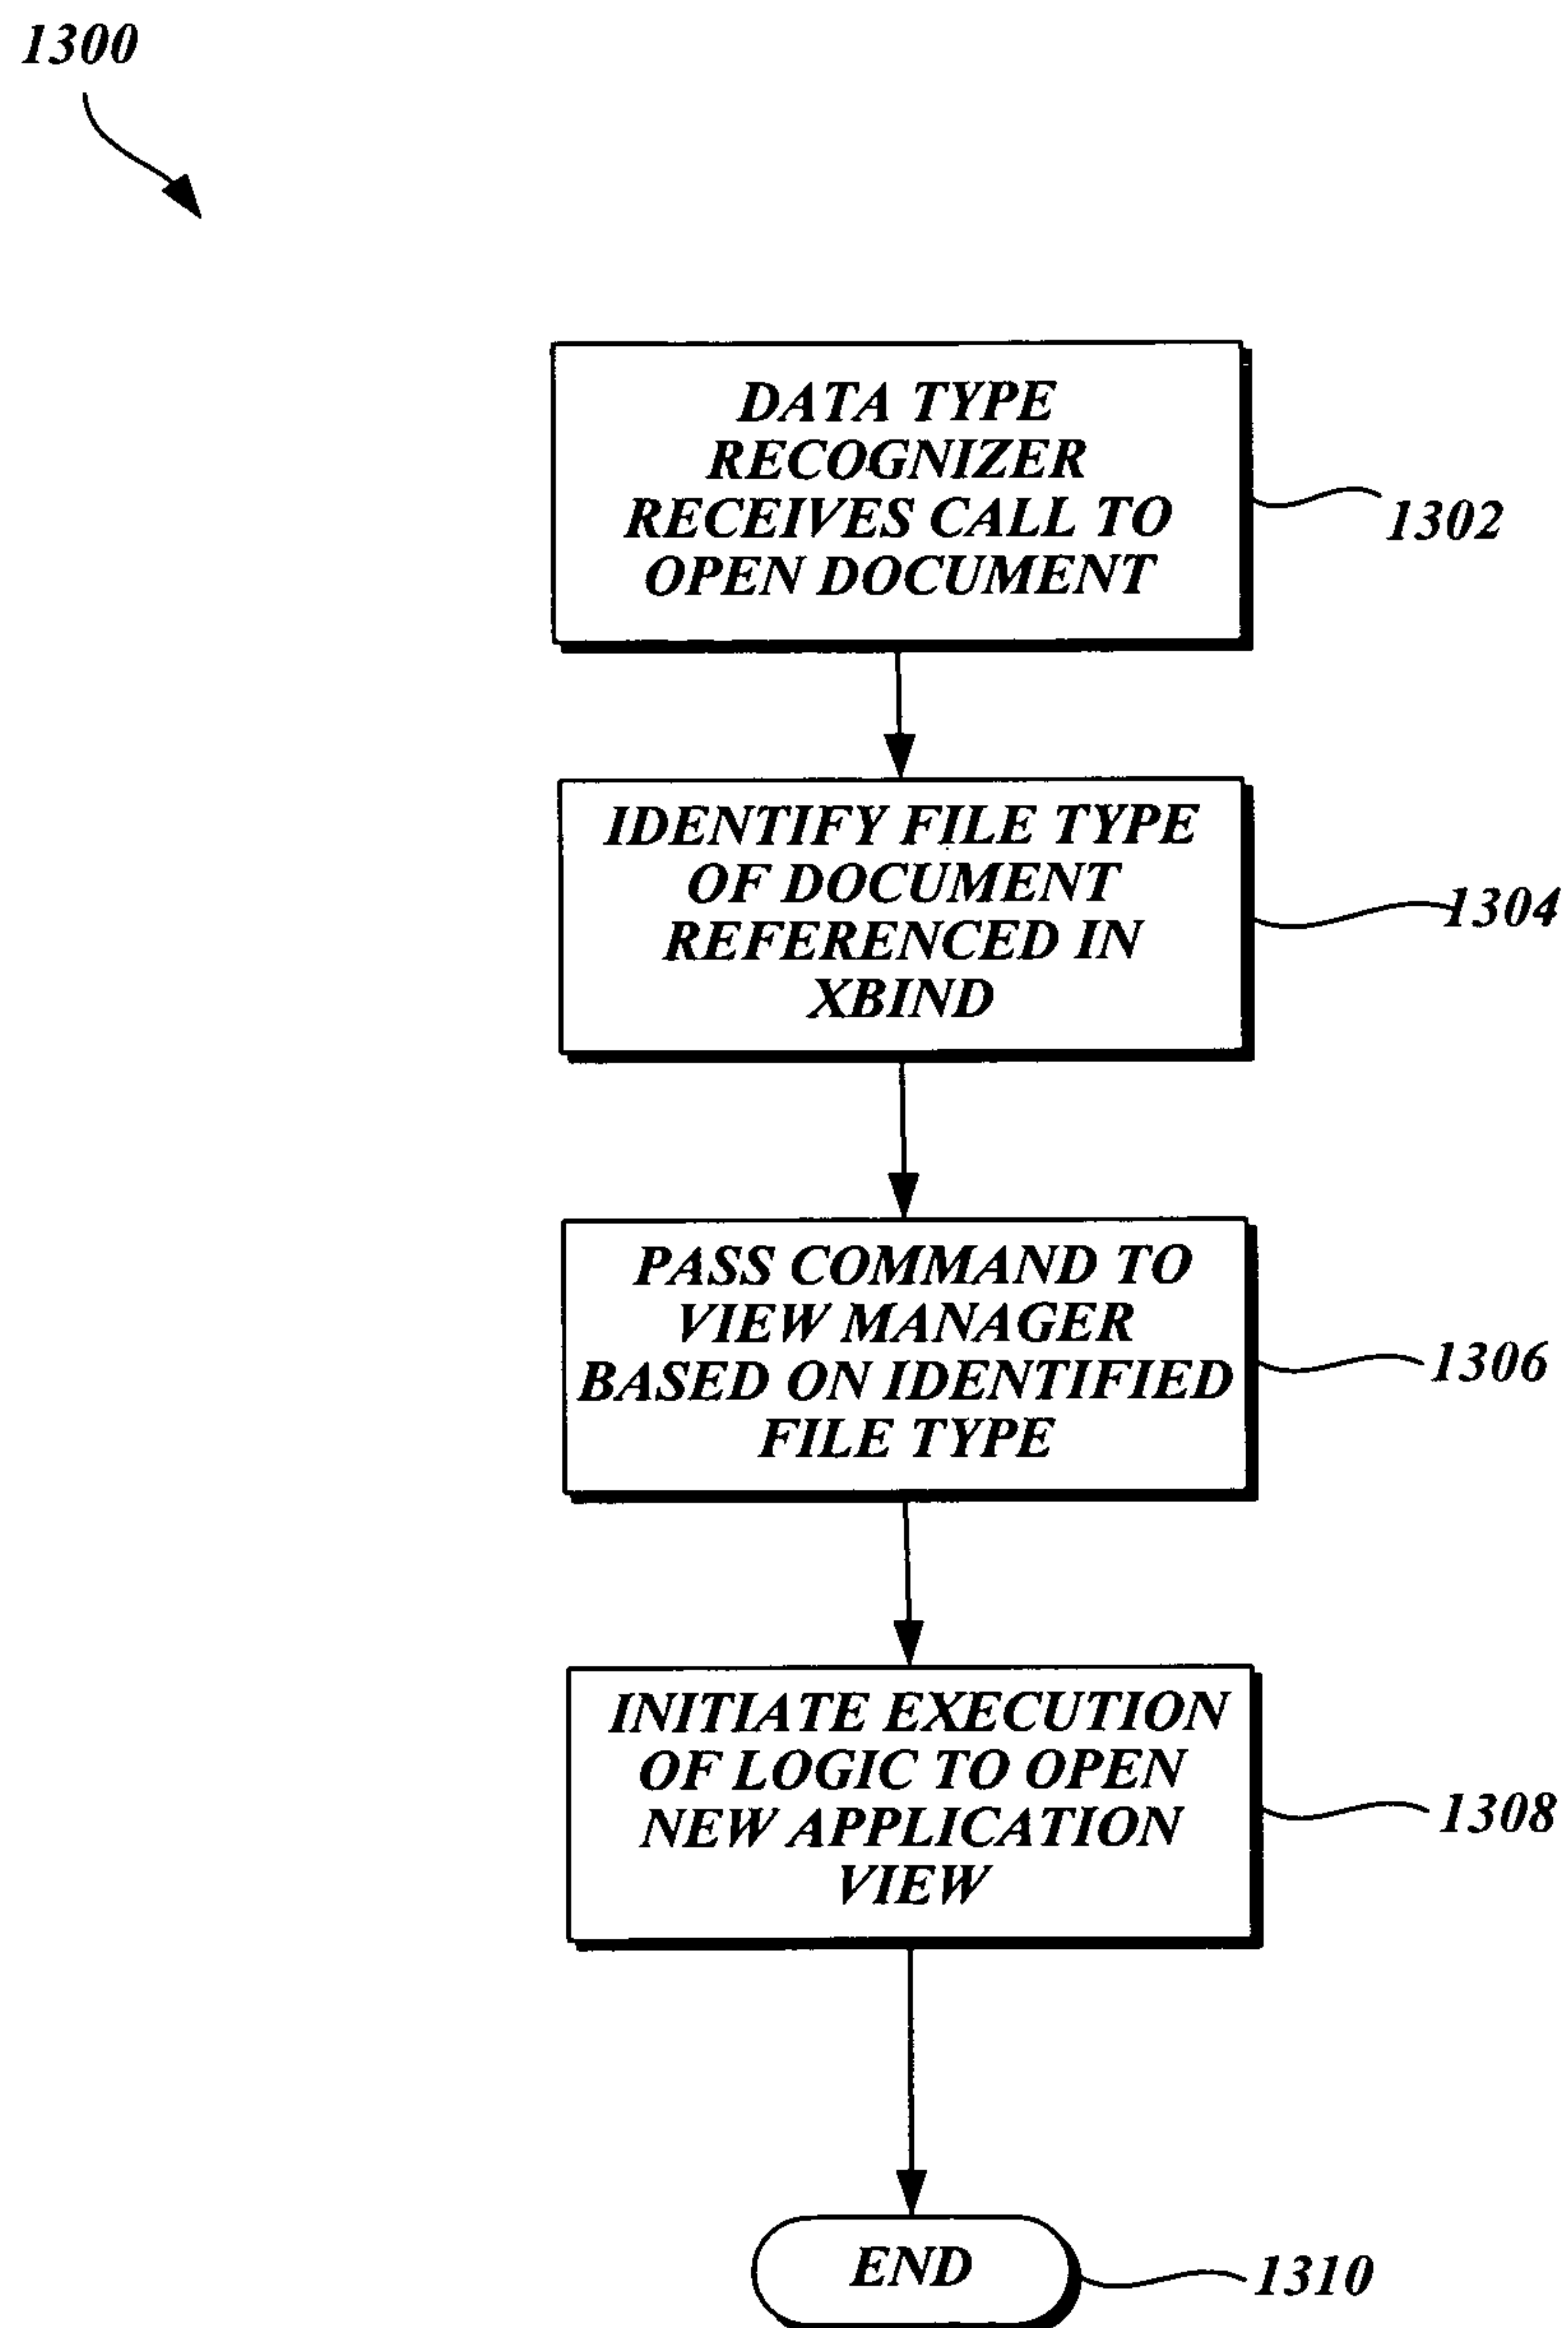 1300
DATA TYPE
RECOGNIZER
RECEIVES CALL TO
OPEN DOCUMENT
1302
IDENTIFY FILE TYPE
OF DOCUMENT
REFERENCED IN
XBIND
1304
PASS COMMAND TO
VIEW MANAGER
BASED ON IDENTIFIED
FILE TYPE
1306
INITIATE EXECUTION
OF LOGIC TO OPEN
NEW APPLICATION
VIEW
1308
END
1310